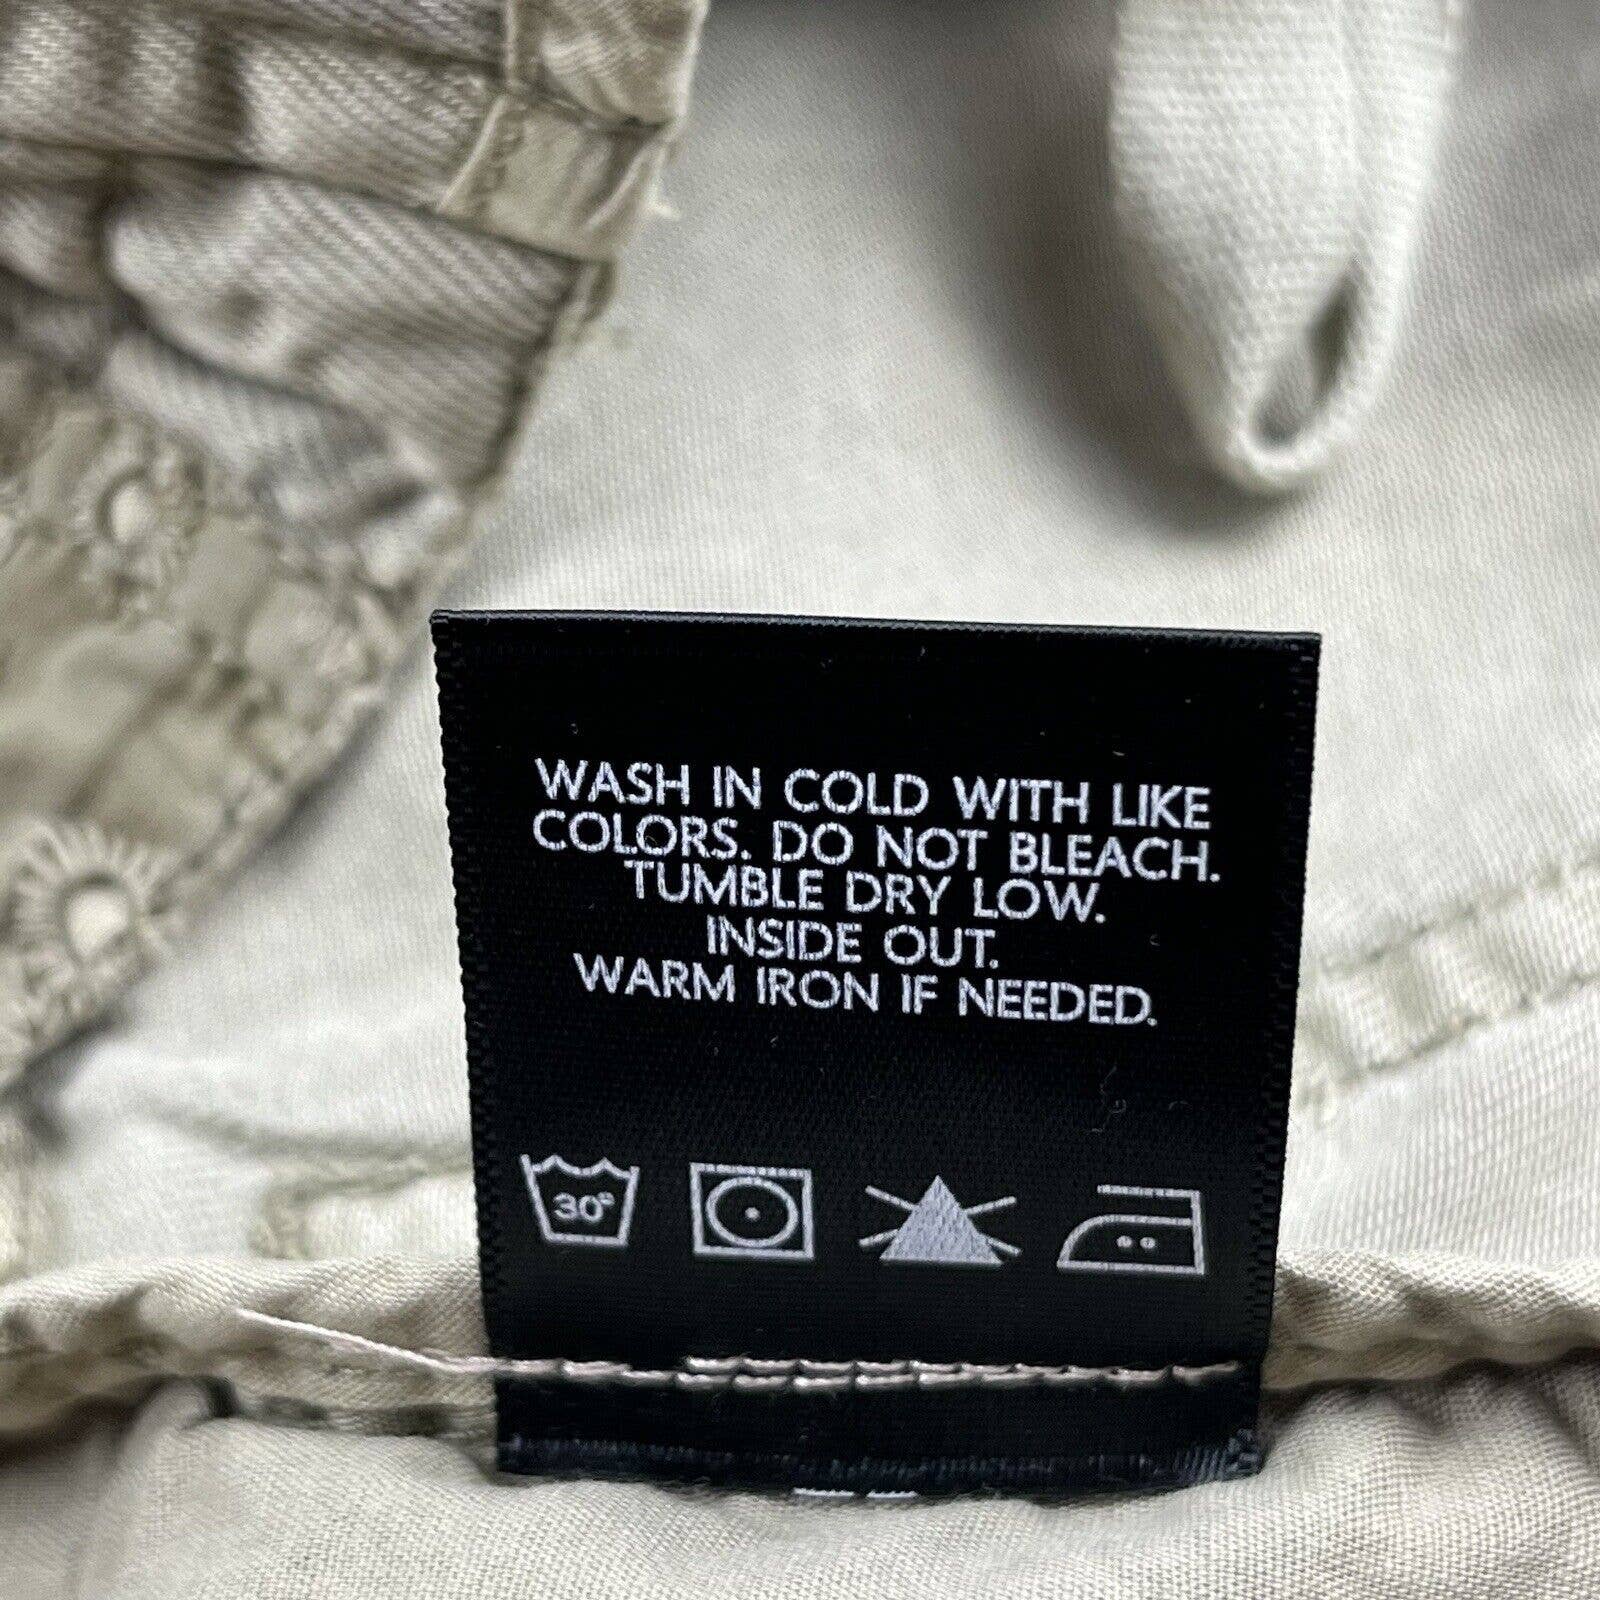 WASH IN COLD WITH LIKE
COLORS. DO NOT BLEACH.
TUMBLE DRY LOW.
INSIDE OUT.
WARM IRON IF NEEDED.
30°